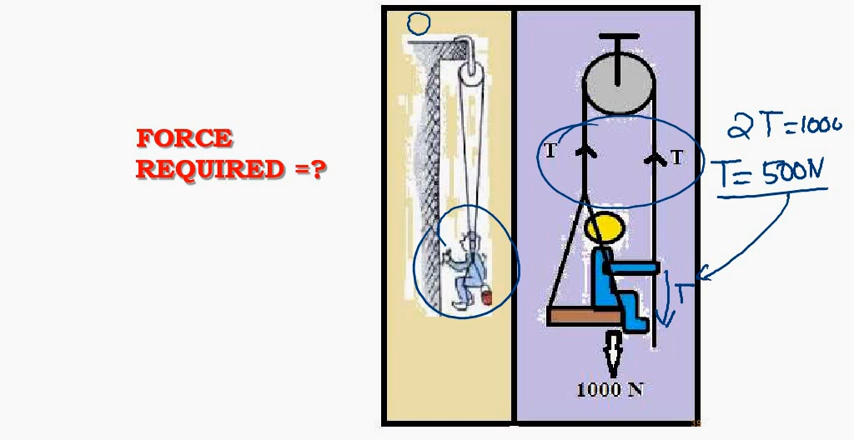 FORCE
REQUIRED =?
T
T
2T=1000
T= 500N
T
1000 N